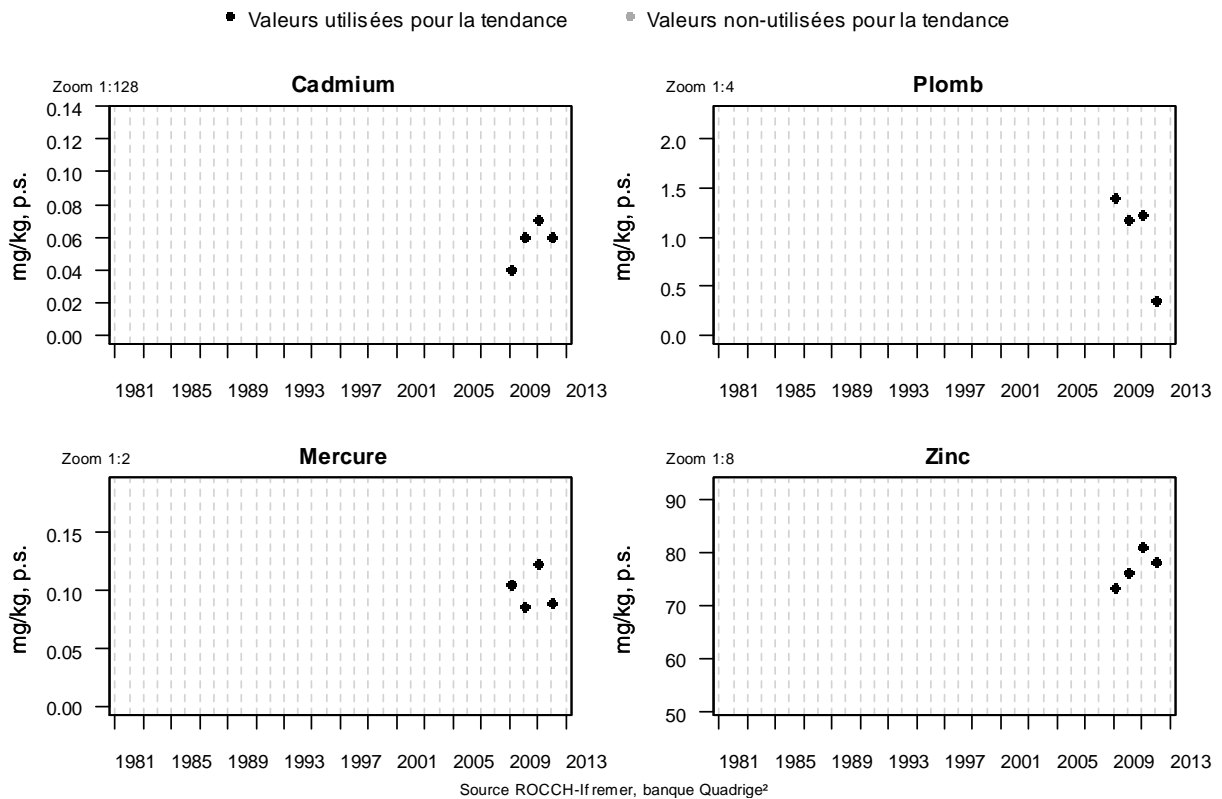 Valeurs utilisées pour la tendance
Valeurs non-utilisées pour la tendance
Zoom 1:128
Cadmium
mg/kg, p.s.
0.14
0.12
0.10
0.08
0.06
0.04
0.02
0.00
1981 1985 1989 1993 1997 2001 2005 2009 2013
Zoom 1:4
Plomb
mg/kg, p.s.
2.0
1.5
1.0
0.5
0.0
1981 1985 1989 1993 1997 2001 2005 2009 2013
Zoom 1:2
Mercure
mg/kg, p.s.
0.15
0.10
0.05
0.00
1981 1985 1989 1993 1997 2001 2005 2009 2013
Zoom 1:8
Zinc
mg/kg, p.s.
90
80
70
60
50
1981 1985 1989 1993 1997 2001 2005 2009 2013
Source ROCCH-Ifremer, banque Quadrige²